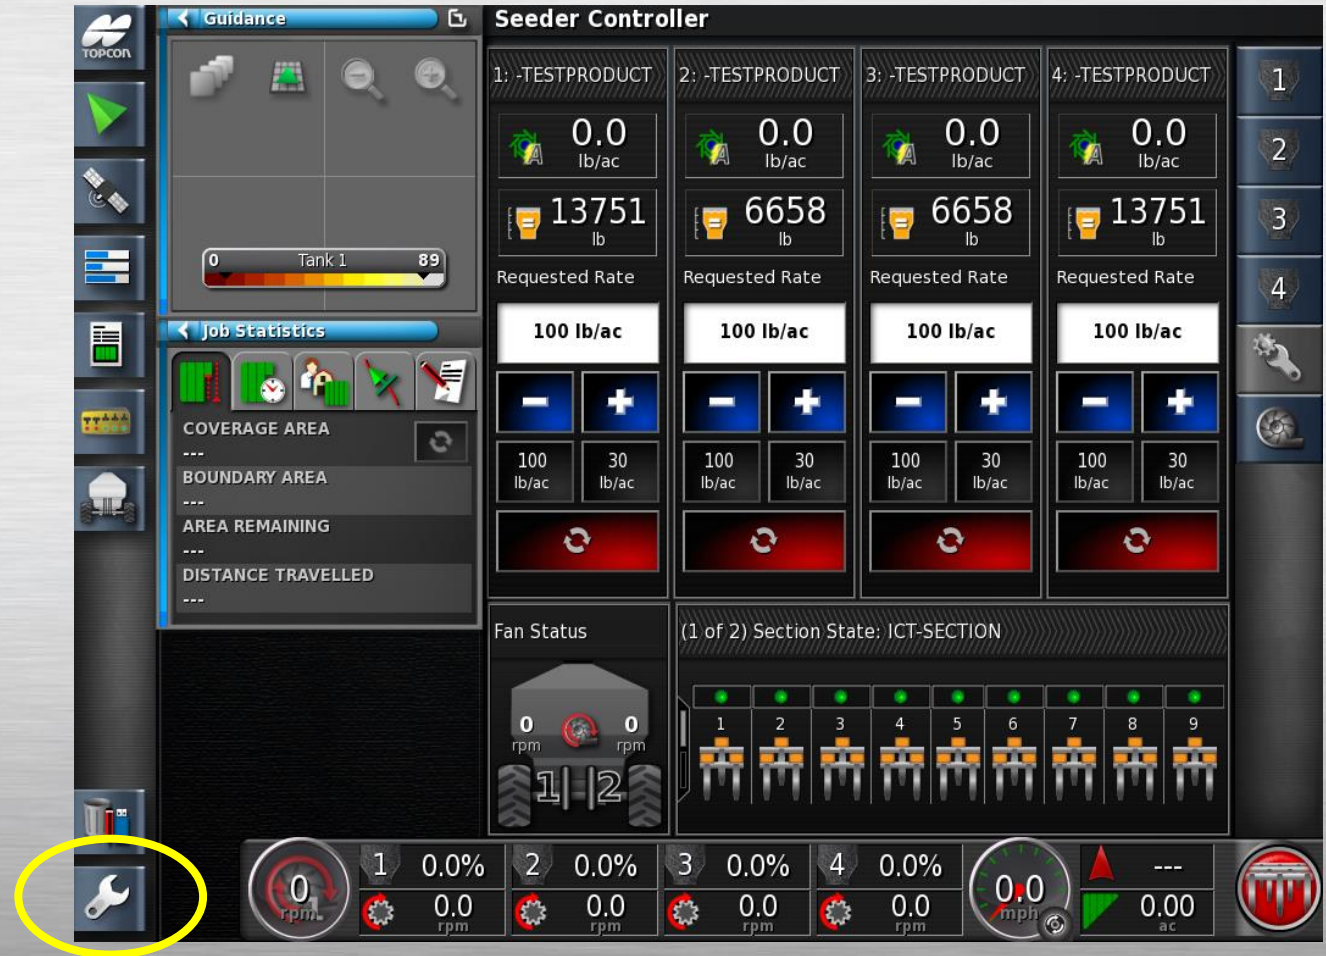 TOPCON
Guidance
0 Tank 1 89
Job Statistics
COVERAGE AREA
---
BOUNDARY AREA
---
AREA REMAINING
---
DISTANCE TRAVELLED
---
Seeder Controller
1: -TESTPRODUCT
0.0
lb/ac
13751
lb
Requested Rate
100 lb/ac
100 30
lb/ac lb/ac
2: -TESTPRODUCT
0.0
lb/ac
6658
lb
Requested Rate
100 lb/ac
100 30
lb/ac lb/ac
3: -TESTPRODUCT
0.0
lb/ac
6658
lb
Requested Rate
100 lb/ac
100 30
lb/ac lb/ac
4: -TESTPRODUCT
0.0
lb/ac
13751
lb
Requested Rate
100 lb/ac
100 30
lb/ac lb/ac
1
2
3
4
Fan Status
0 0
rpm rpm
1 2
(1 of 2) Section State: ICT-SECTION
1 2 3 4 5 6 7 8 9
0
rpm 1
1 0.0%
0.0
rpm
2 0.0%
0.0
rpm
3 0.0%
0.0
rpm
4 0.0%
0.0
rpm
0.0
mph
---
0.00
ac